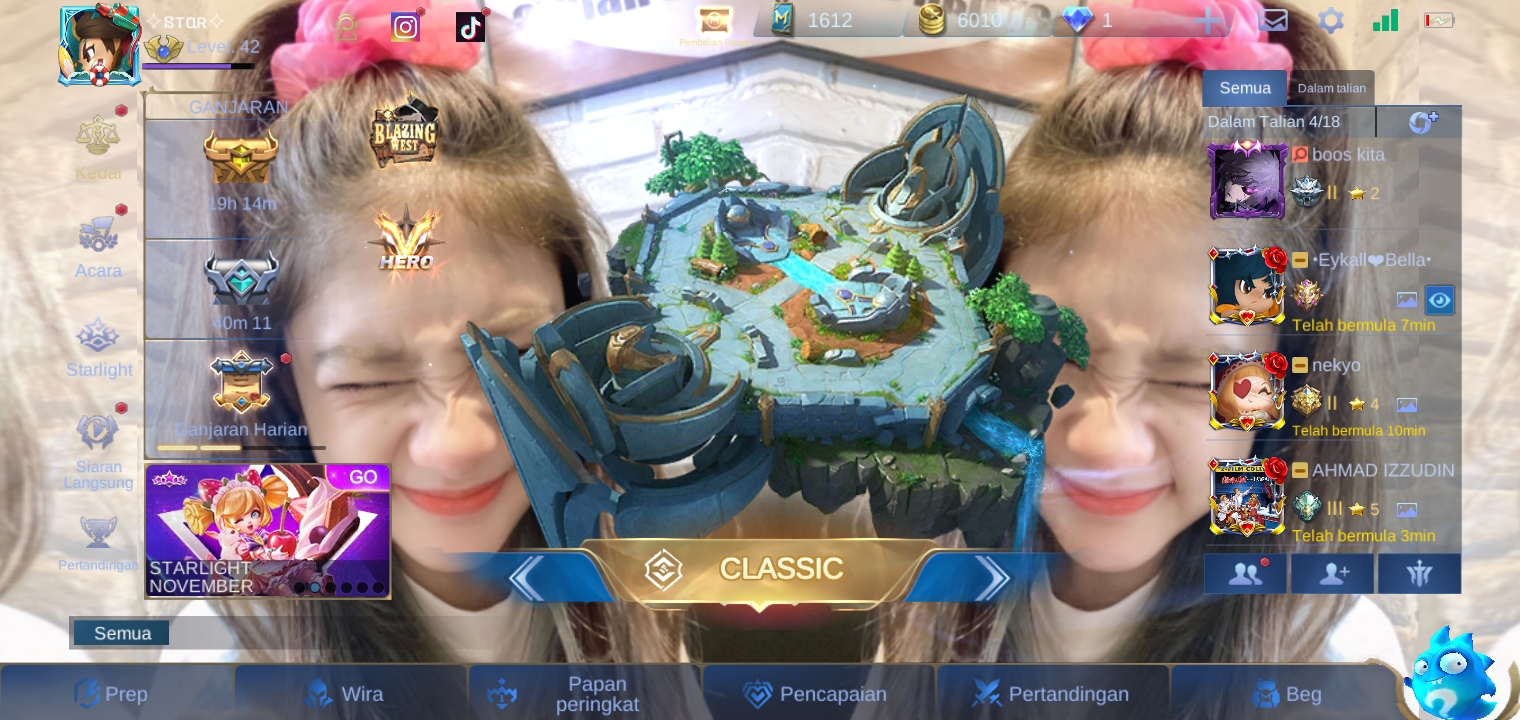 ✧sтαʀ✧
Level. 42
1612
6010
1
GANJARAN
19h 14m
40m 11
Ganjaran Harian
BLAZING
WEST
HERO
Kedai
Acara
Starlight
Siaran
Langsung
Pertandingan
GO
STARLIGHT
NOVEMBER
CLASSIC
Semua
Dalam talian
Dalam Talian 4/18
boos kita
II 2
•Eykall❤Bella•
Telah bermula 7min
nekyo
II 4
Telah bermula 10min
AHMAD IZZUDIN
III 5
Telah bermula 3min
Semua
Prep
Wira
Papan
peringkat
Pencapaian
Pertandingan
Beg